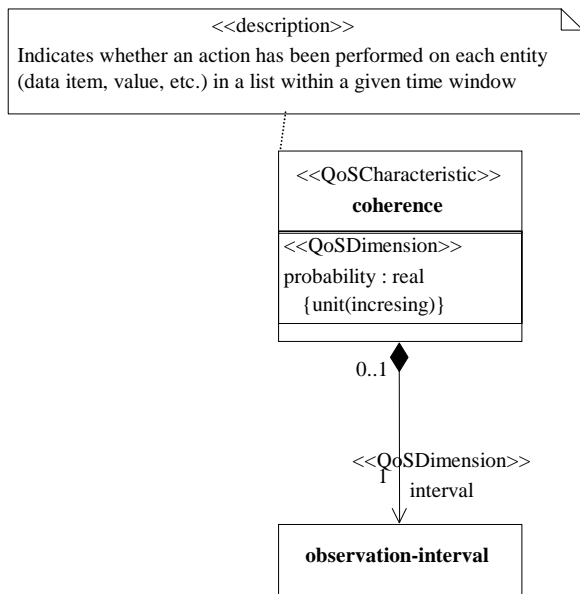 <<description>>
Indicates whether an action has been performed on each entity
(data item, value, etc.) in a list within a given time window
<<QoSCharacteristic>>
coherence
<<QoSDimension>>
probability : real
{unit(incresing)}
0..1
<<QoSDimension>>
1
interval
observation-interval